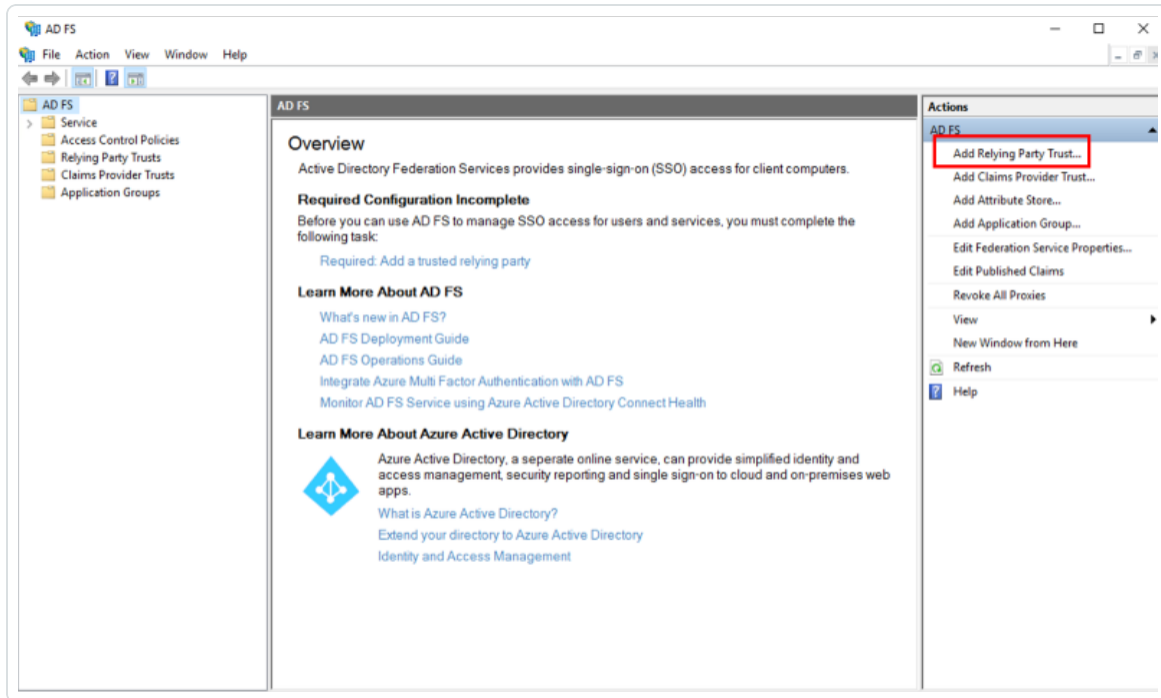 AD FS
File Action View Window Help
AD FS
Service
Access Control Policies
Relying Party Trusts
Claims Provider Trusts
Application Groups
AD FS
Overview
Active Directory Federation Services provides single-sign-on (SSO) access for client computers.
Required Configuration Incomplete
Before you can use AD FS to manage SSO access for users and services, you must complete the
following task:
Required: Add a trusted relying party
Learn More About AD FS
What's new in AD FS?
AD FS Deployment Guide
AD FS Operations Guide
Integrate Azure Multi Factor Authentication with AD FS
Monitor AD FS Service using Azure Active Directory Connect Health
Learn More About Azure Active Directory
Azure Active Directory, a seperate online service, can provide simplified identity and
access management, security reporting and single sign-on to cloud and on-premises web
apps.
What is Azure Active Directory?
Extend your directory to Azure Active Directory
Identity and Access Management
Actions
AD FS
Add Relying Party Trust...
Add Claims Provider Trust...
Add Attribute Store...
Add Application Group...
Edit Federation Service Properties...
Edit Published Claims
Revoke All Proxies
View
New Window from Here
Refresh
Help